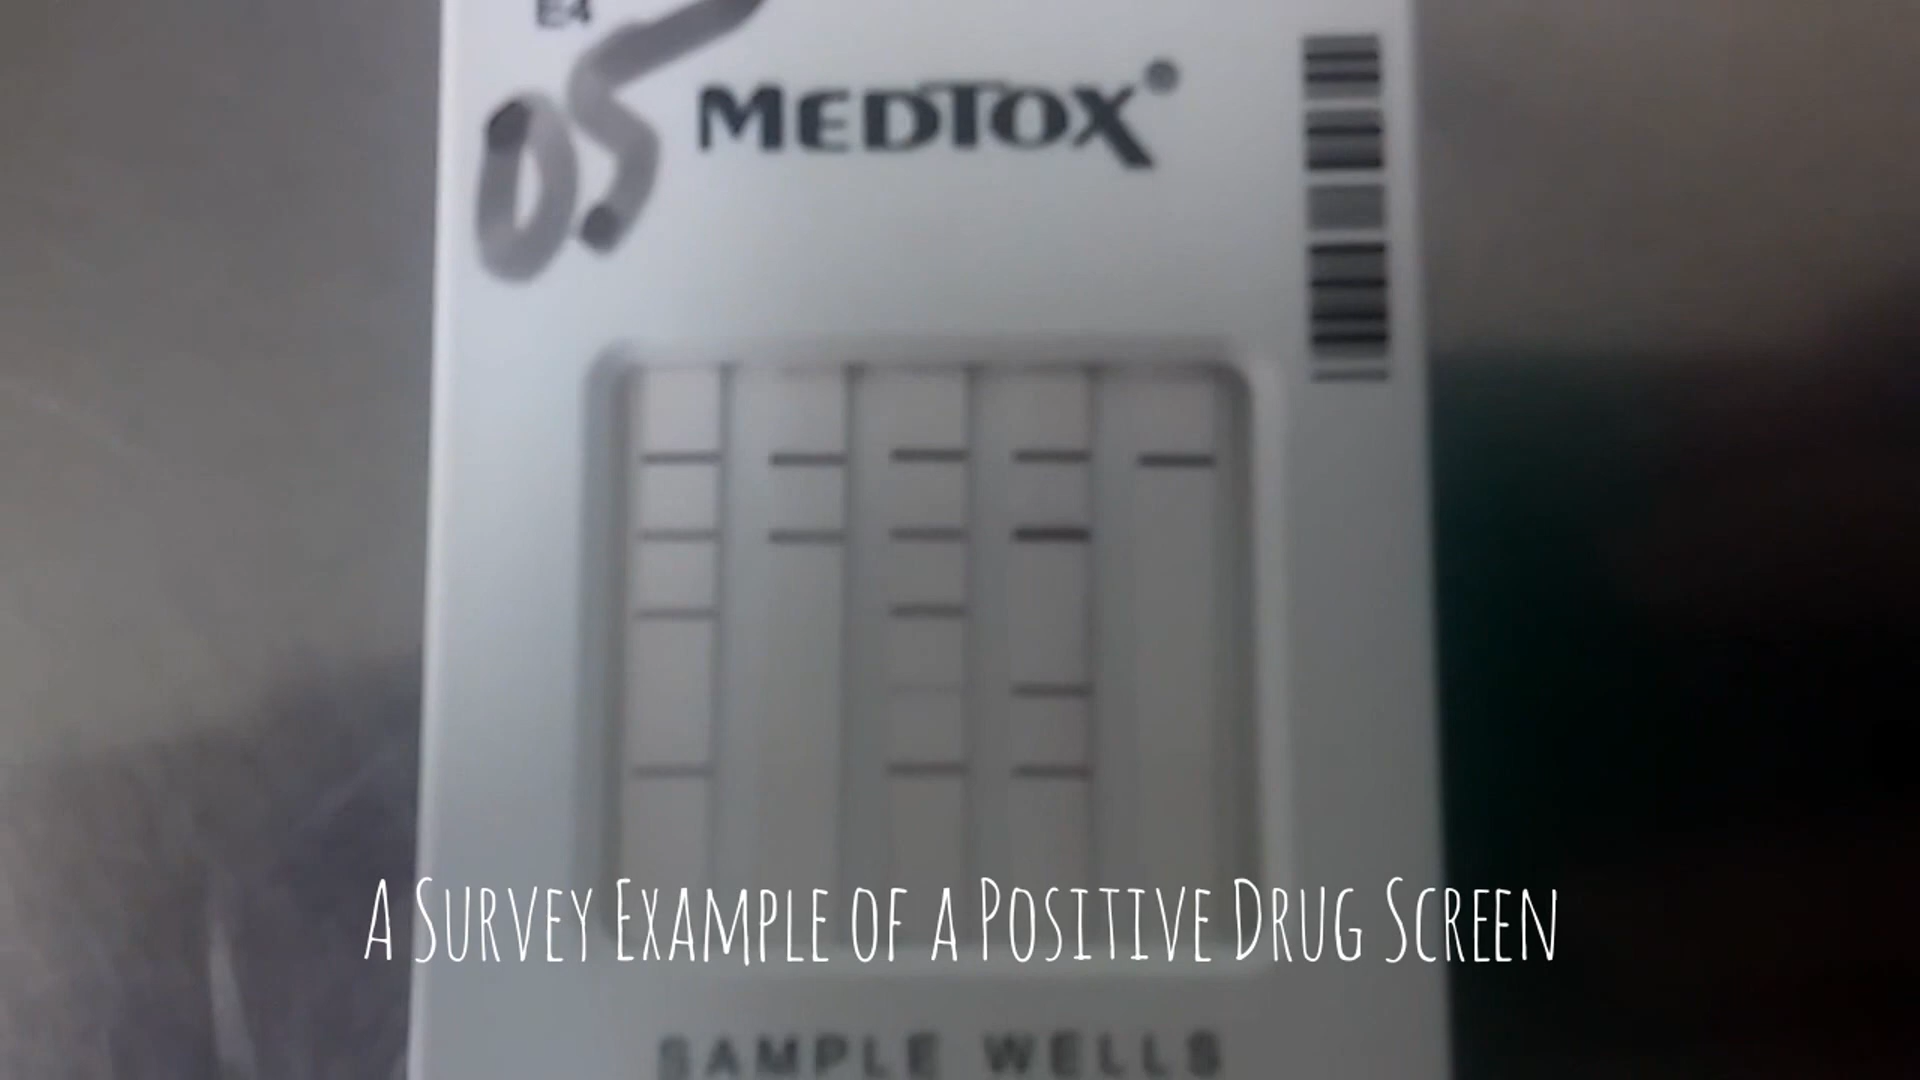 E4
05
MEDTOX®
A SURVEY EXAMPLE OF A POSITIVE DRUG SCREEN
SAMPLE WELLS